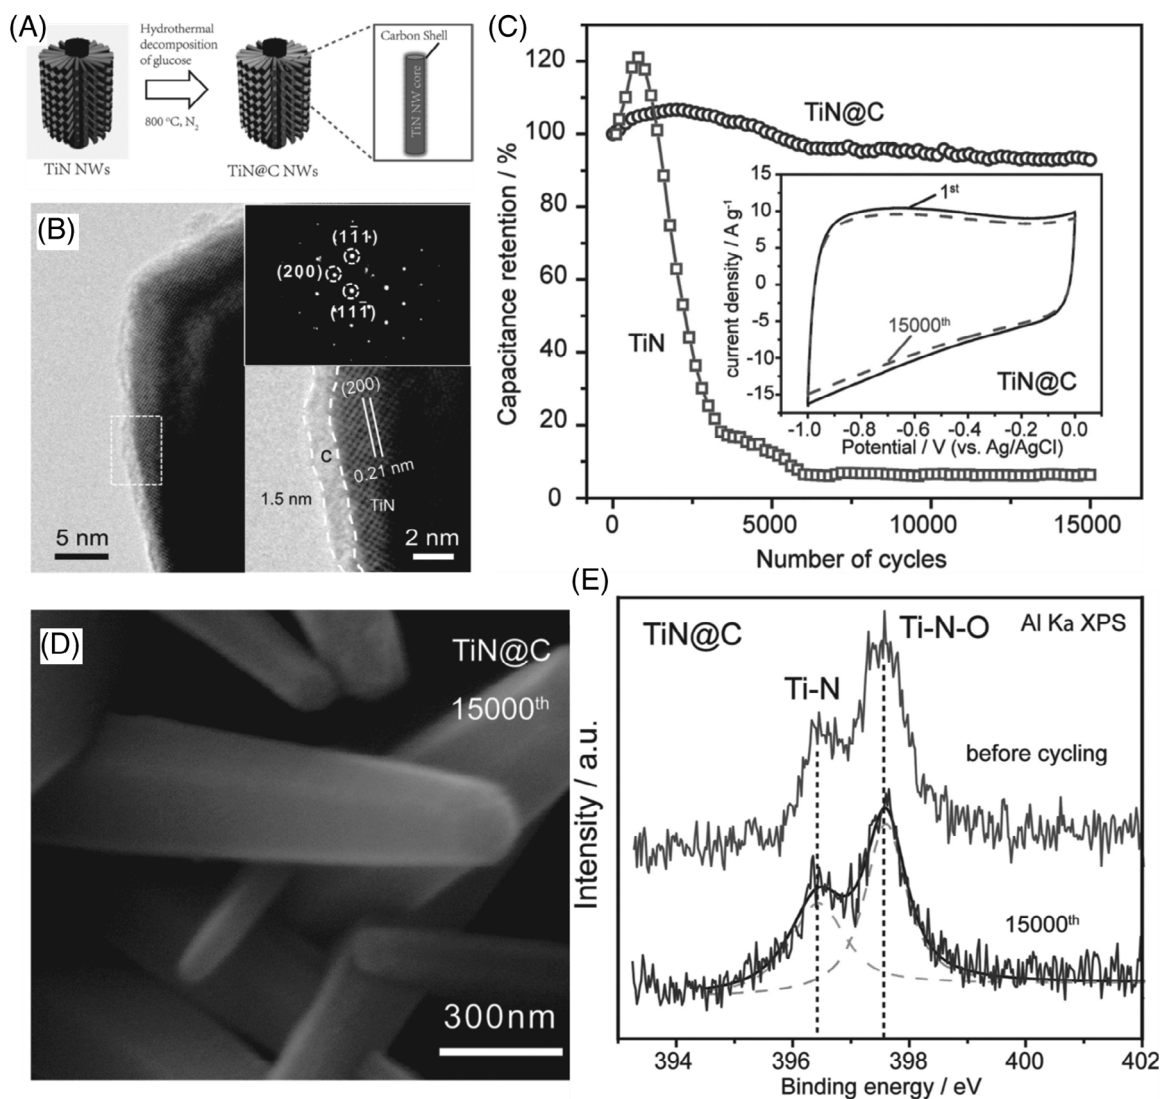 (A)
Hydrothermal
decomposition
of glucose
800 °C, N₂
TiN NWs
TiN@C NWs
Carbon Shell
TiN NW core
(B)
(11̄1)
(200)
(111̄)
(200)
C
0.21 nm
1.5 nm
TiN
5 nm
2 nm
(C)
Capacitance retention / %
120
100
80
60
40
20
0
TiN@C
TiN
0
5000
10000
15000
Number of cycles
current density / A g⁻¹
15
10
5
0
-5
-10
-15
1ˢᵗ
15000ᵗʰ
TiN@C
-1.0
-0.8
-0.6
-0.4
-0.2
0.0
Potential / V (vs. Ag/AgCl)
(D)
TiN@C
15000ᵗʰ
300nm
(E)
TiN@C
Ti-N-O
Al Ka XPS
Ti-N
before cycling
15000ᵗʰ
Intensity / a.u.
394
396
398
400
402
Binding energy / eV